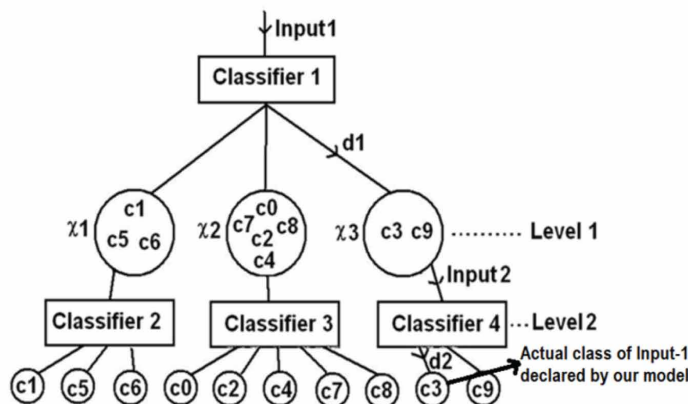 Input1
Classifier 1
d1
χ1
c1
c5 c6
χ2
c0
c7 c8
c2
c4
χ3
c3 c9
Level 1
Input2
Classifier 2
Classifier 3
Classifier 4
Level2
d2
Actual class of Input-1
declared by our model
c1 c5 c6 c0 c2 c4 c7 c8 c3 c9